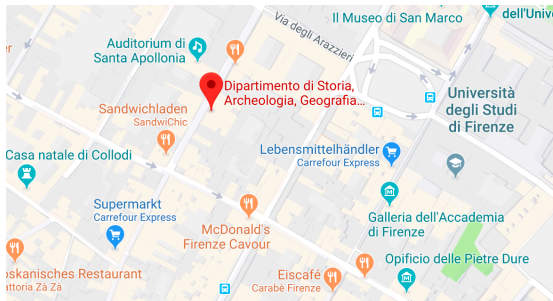 Il Museo di San Marco
dell'Unive
Via degli Arazzieri
Auditorium di
Santa Apollonia
Dipartimento di Storia,
Archeologia, Geografia...
Università
degli Studi
di Firenze
Sandwichladen
SandwiChic
Lebensmittelhändler
Carrefour Express
Casa natale di Collodi
Supermarkt
Carrefour Express
Galleria dell'Accademia
di Firenze
McDonald's
Firenze Cavour
Opificio delle Pietre Dure
oskanisches Restaurant
attoria Zà Zà
Eiscafé
Carabè Firenze